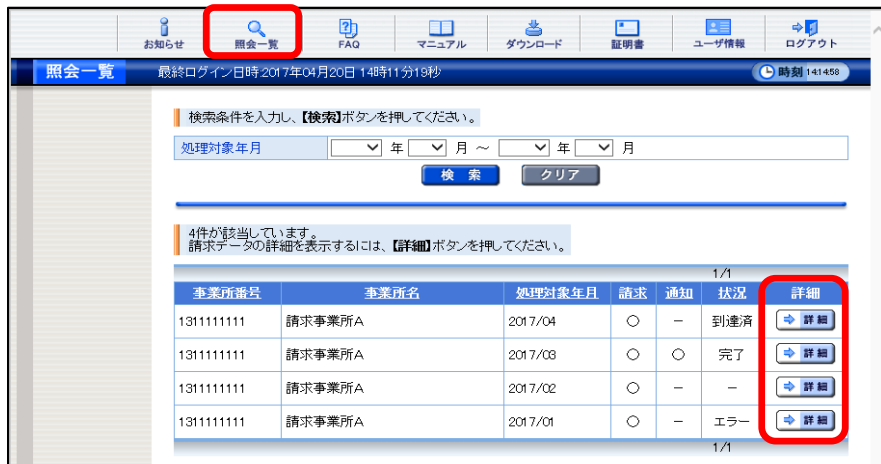 お知らせ 照会一覧 FAQ マニュアル ダウンロード 証明書 ユーザ情報 ログアウト
照会一覧 最終ログイン日時:2017年04月20日 14時11分19秒 時刻 14:14:58
検索条件を入力し、【検索】ボタンを押してください。
処理対象年月 年 月 ～ 年 月
検索 クリア
4件が該当しています。
請求データの詳細を表示するには、【詳細】ボタンを押してください。
1/1
事業所番号 事業所名 処理対象年月 請求 通知 状況 詳細
1311111111 請求事業所A 2017/04 ○ － 到達済 詳細
1311111111 請求事業所A 2017/03 ○ ○ 完了 詳細
1311111111 請求事業所A 2017/02 ○ － － 詳細
1311111111 請求事業所A 2017/01 ○ － エラー 詳細
1/1